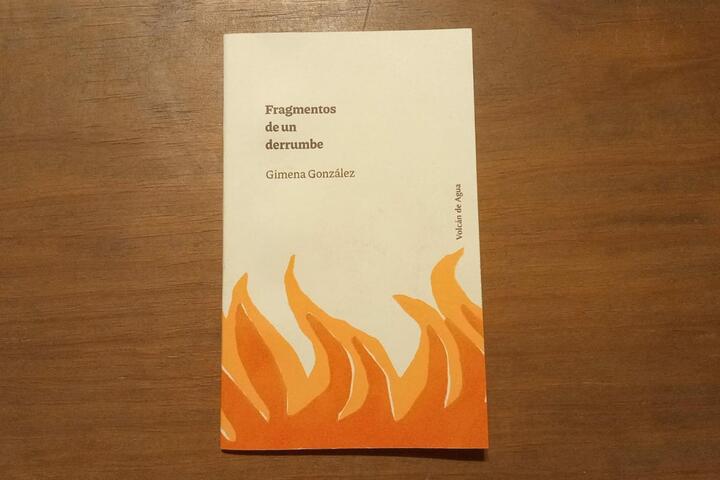 Fragmentos
de un
derrumbe
Gimena González
Volcán de Agua